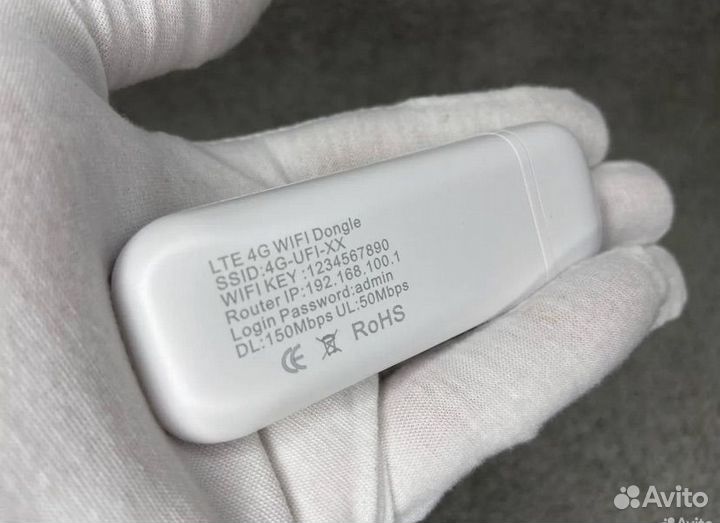 LTE 4G WIFI Dongle
SSID:4G-UFI-XX
WIFI KEY :1234567890
Router IP:192.168.100.1
Login Password:admin
DL:150Mbps UL:50Mbps
CE RoHS
Avito
Avito